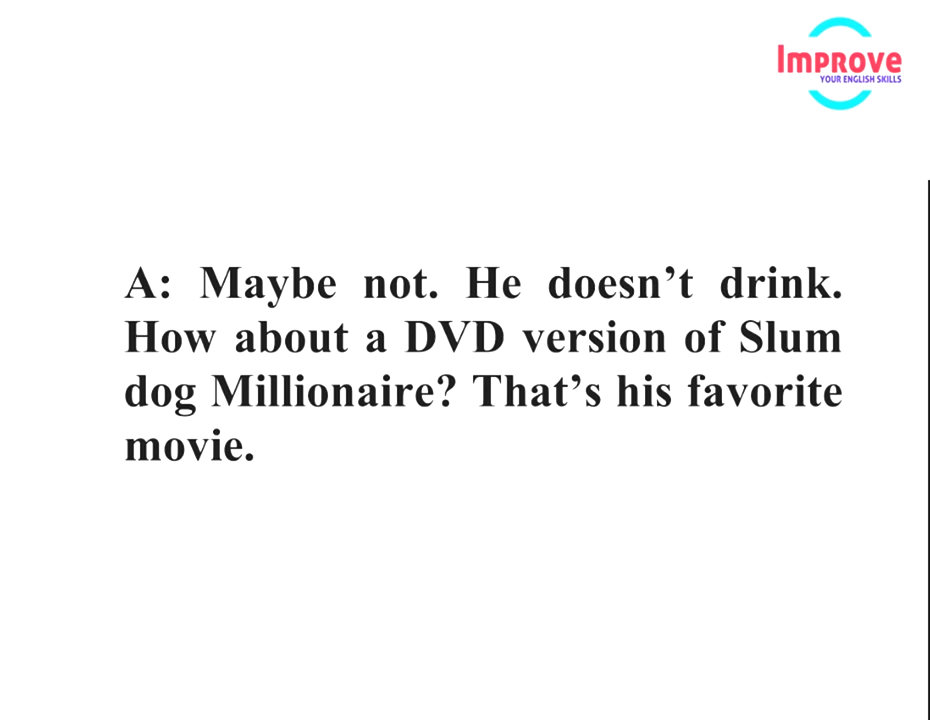 Improve
YOUR ENGLISH SKILLS
A: Maybe not. He doesn’t drink.
How about a DVD version of Slum
dog Millionaire? That’s his favorite
movie.